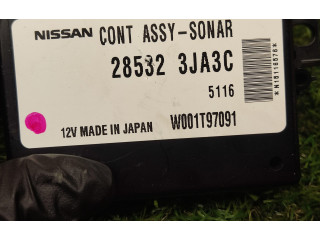 NISSAN CONT ASSY-SONAR
28532 3JA3C
5116
12V MADE IN JAPAN W001T97091